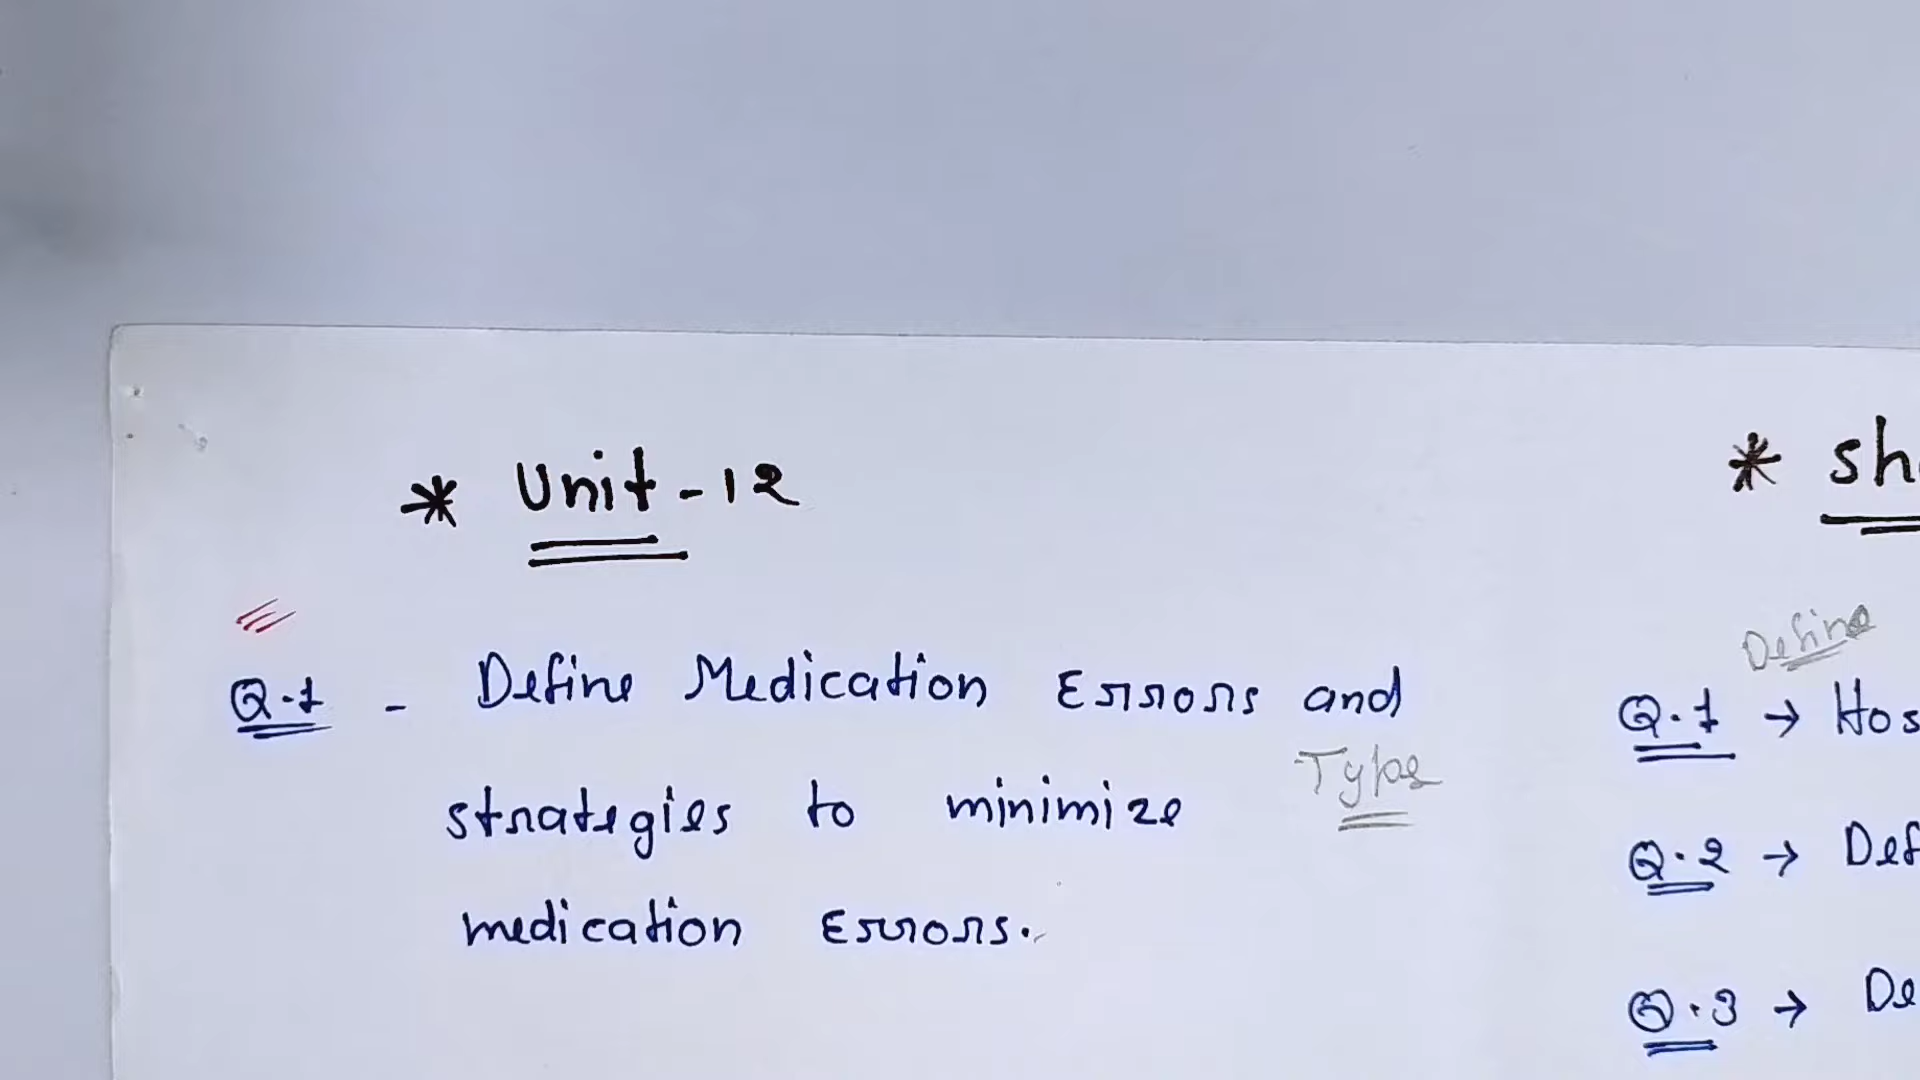 * Unit-12
Q.1 - Define Medication Errors and
Type
strategies to minimize
medication Errors.
* Sh
Define
Q.1 → Hos
Q.2 → Def
Q.3 → De